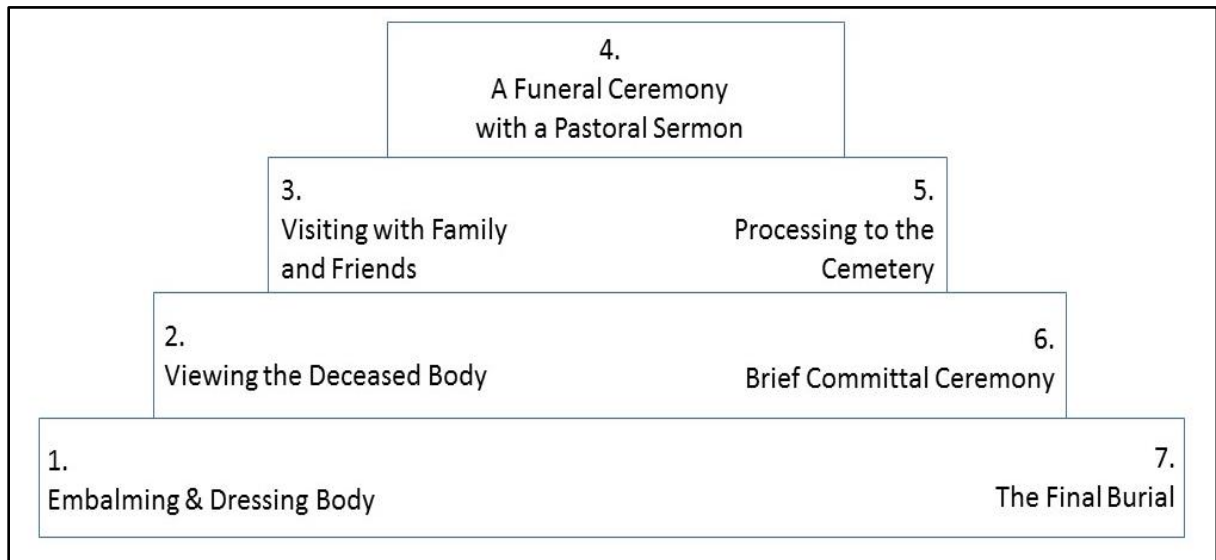 4.
A Funeral Ceremony
with a Pastoral Sermon
3.
Visiting with Family
and Friends
5.
Processing to the
Cemetery
2.
Viewing the Deceased Body
6.
Brief Committal Ceremony
1.
Embalming & Dressing Body
7.
The Final Burial